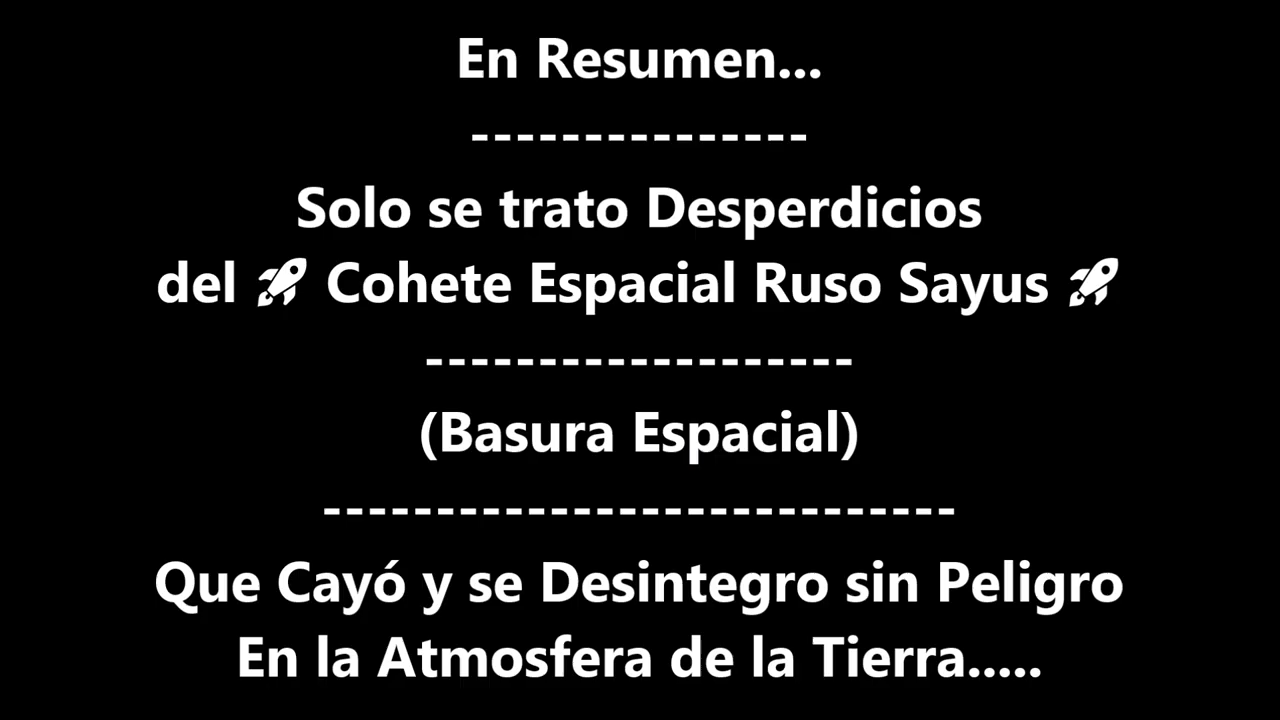 En Resumen...
---------------
Solo se trato Desperdicios
del 🚀 Cohete Espacial Ruso Sayus 🚀
-------------------
(Basura Espacial)
----------------------------
Que Cayó y se Desintegro sin Peligro
En la Atmosfera de la Tierra.....